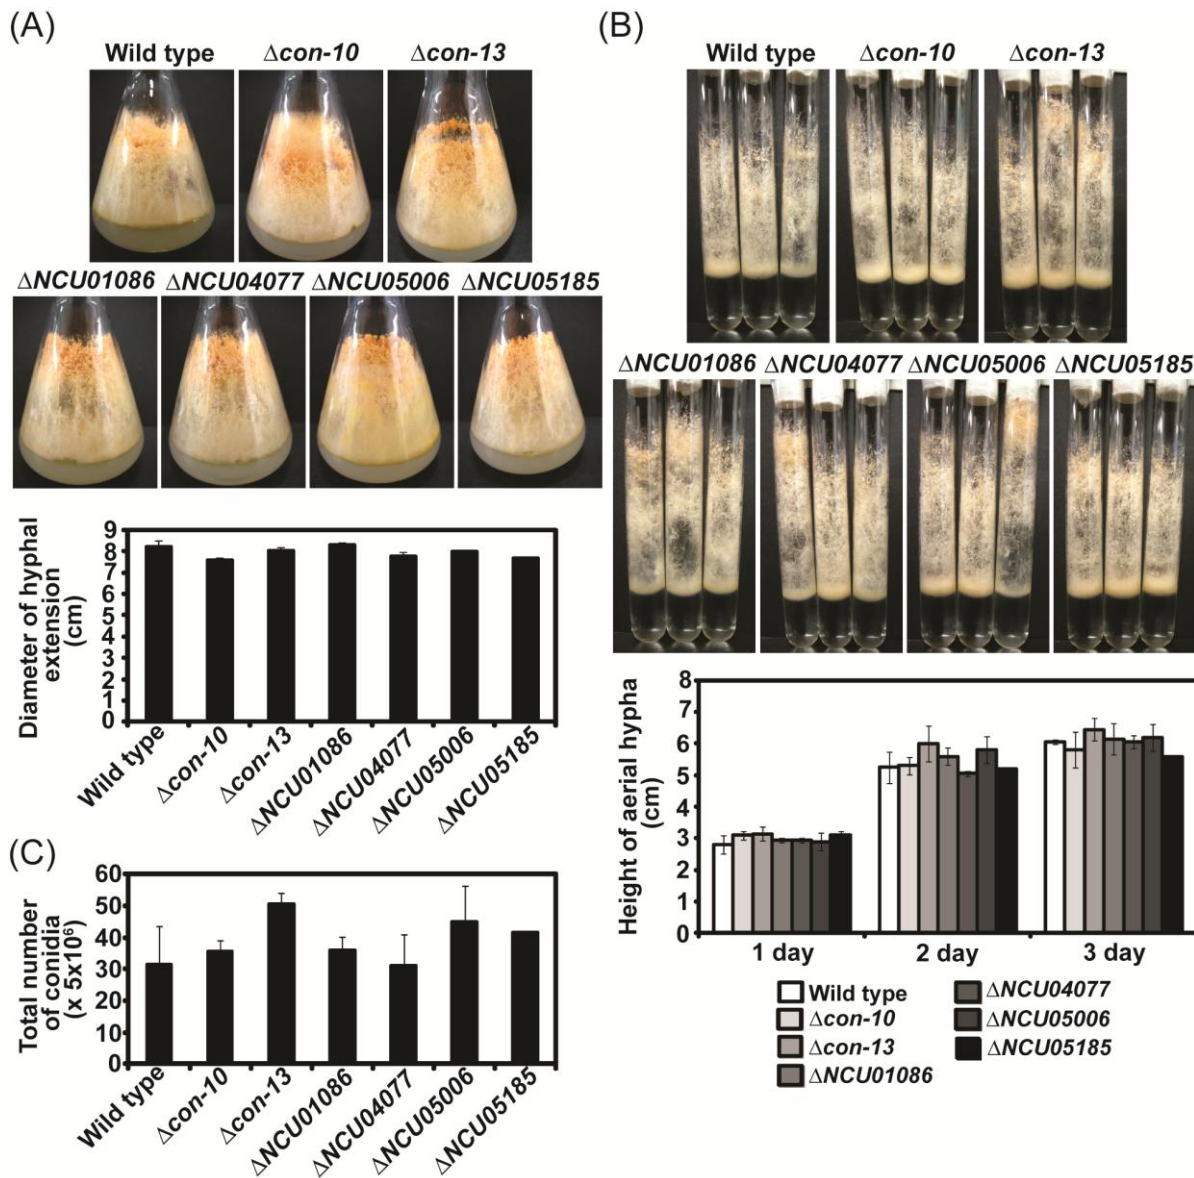 (A)
Wild type Δcon-10 Δcon-13
ΔNCU01086 ΔNCU04077 ΔNCU05006 ΔNCU05185
Diameter of hyphal
extension
(cm)
9
8
7
6
5
4
3
2
1
0
Wild type Δcon-10 Δcon-13 ΔNCU01086 ΔNCU04077 ΔNCU05006 ΔNCU05185
(C)
Total number
of conidia
(x 5x10⁶)
60
50
40
30
20
10
0
Wild type Δcon-10 Δcon-13 ΔNCU01086 ΔNCU04077 ΔNCU05006 ΔNCU05185
(B)
Wild type Δcon-10 Δcon-13
ΔNCU01086 ΔNCU04077 ΔNCU05006 ΔNCU05185
Height of aerial hypha
(cm)
8
7
6
5
4
3
2
1
0
1 day 2 day 3 day
Wild type
Δcon-10
Δcon-13
ΔNCU01086
ΔNCU04077
ΔNCU05006
ΔNCU05185